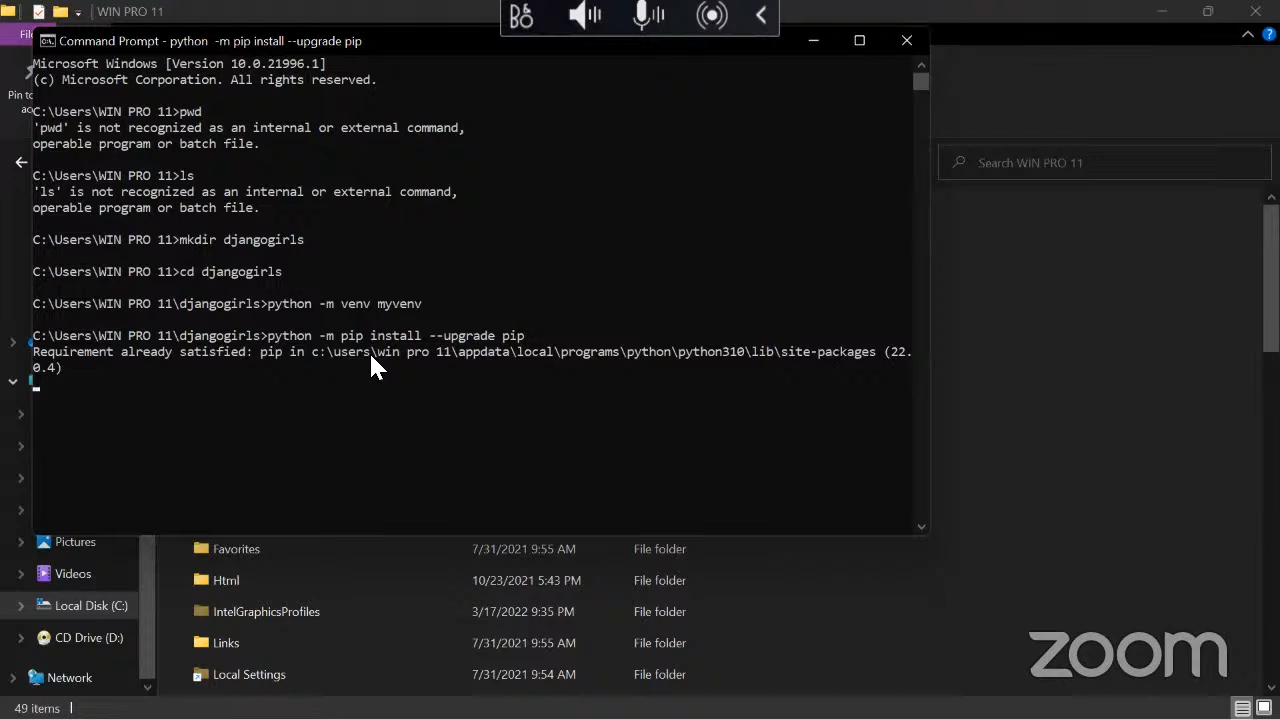 WIN PRO 11
Command Prompt - python  -m pip install --upgrade pip
Microsoft Windows [Version 10.0.21996.1]
(c) Microsoft Corporation. All rights reserved.
C:\Users\WIN PRO 11>pwd
'pwd' is not recognized as an internal or external command,
operable program or batch file.
C:\Users\WIN PRO 11>ls
'ls' is not recognized as an internal or external command,
operable program or batch file.
C:\Users\WIN PRO 11>mkdir djangogirls
C:\Users\WIN PRO 11>cd djangogirls
C:\Users\WIN PRO 11\djangogirls>python -m venv myvenv
C:\Users\WIN PRO 11\djangogirls>python -m pip install --upgrade pip
Requirement already satisfied: pip in c:\users\win pro 11\appdata\local\programs\python\python310\lib\site-packages (22.
0.4)
Search WIN PRO 11
Pin to
Pictures
Videos
Local Disk (C:)
CD Drive (D:)
Network
Favorites 7/31/2021 9:55 AM File folder
Html 10/23/2021 5:43 PM File folder
IntelGraphicsProfiles 3/17/2022 9:35 PM File folder
Links 7/31/2021 9:55 AM File folder
Local Settings 7/31/2021 9:54 AM File folder
zoom
49 items